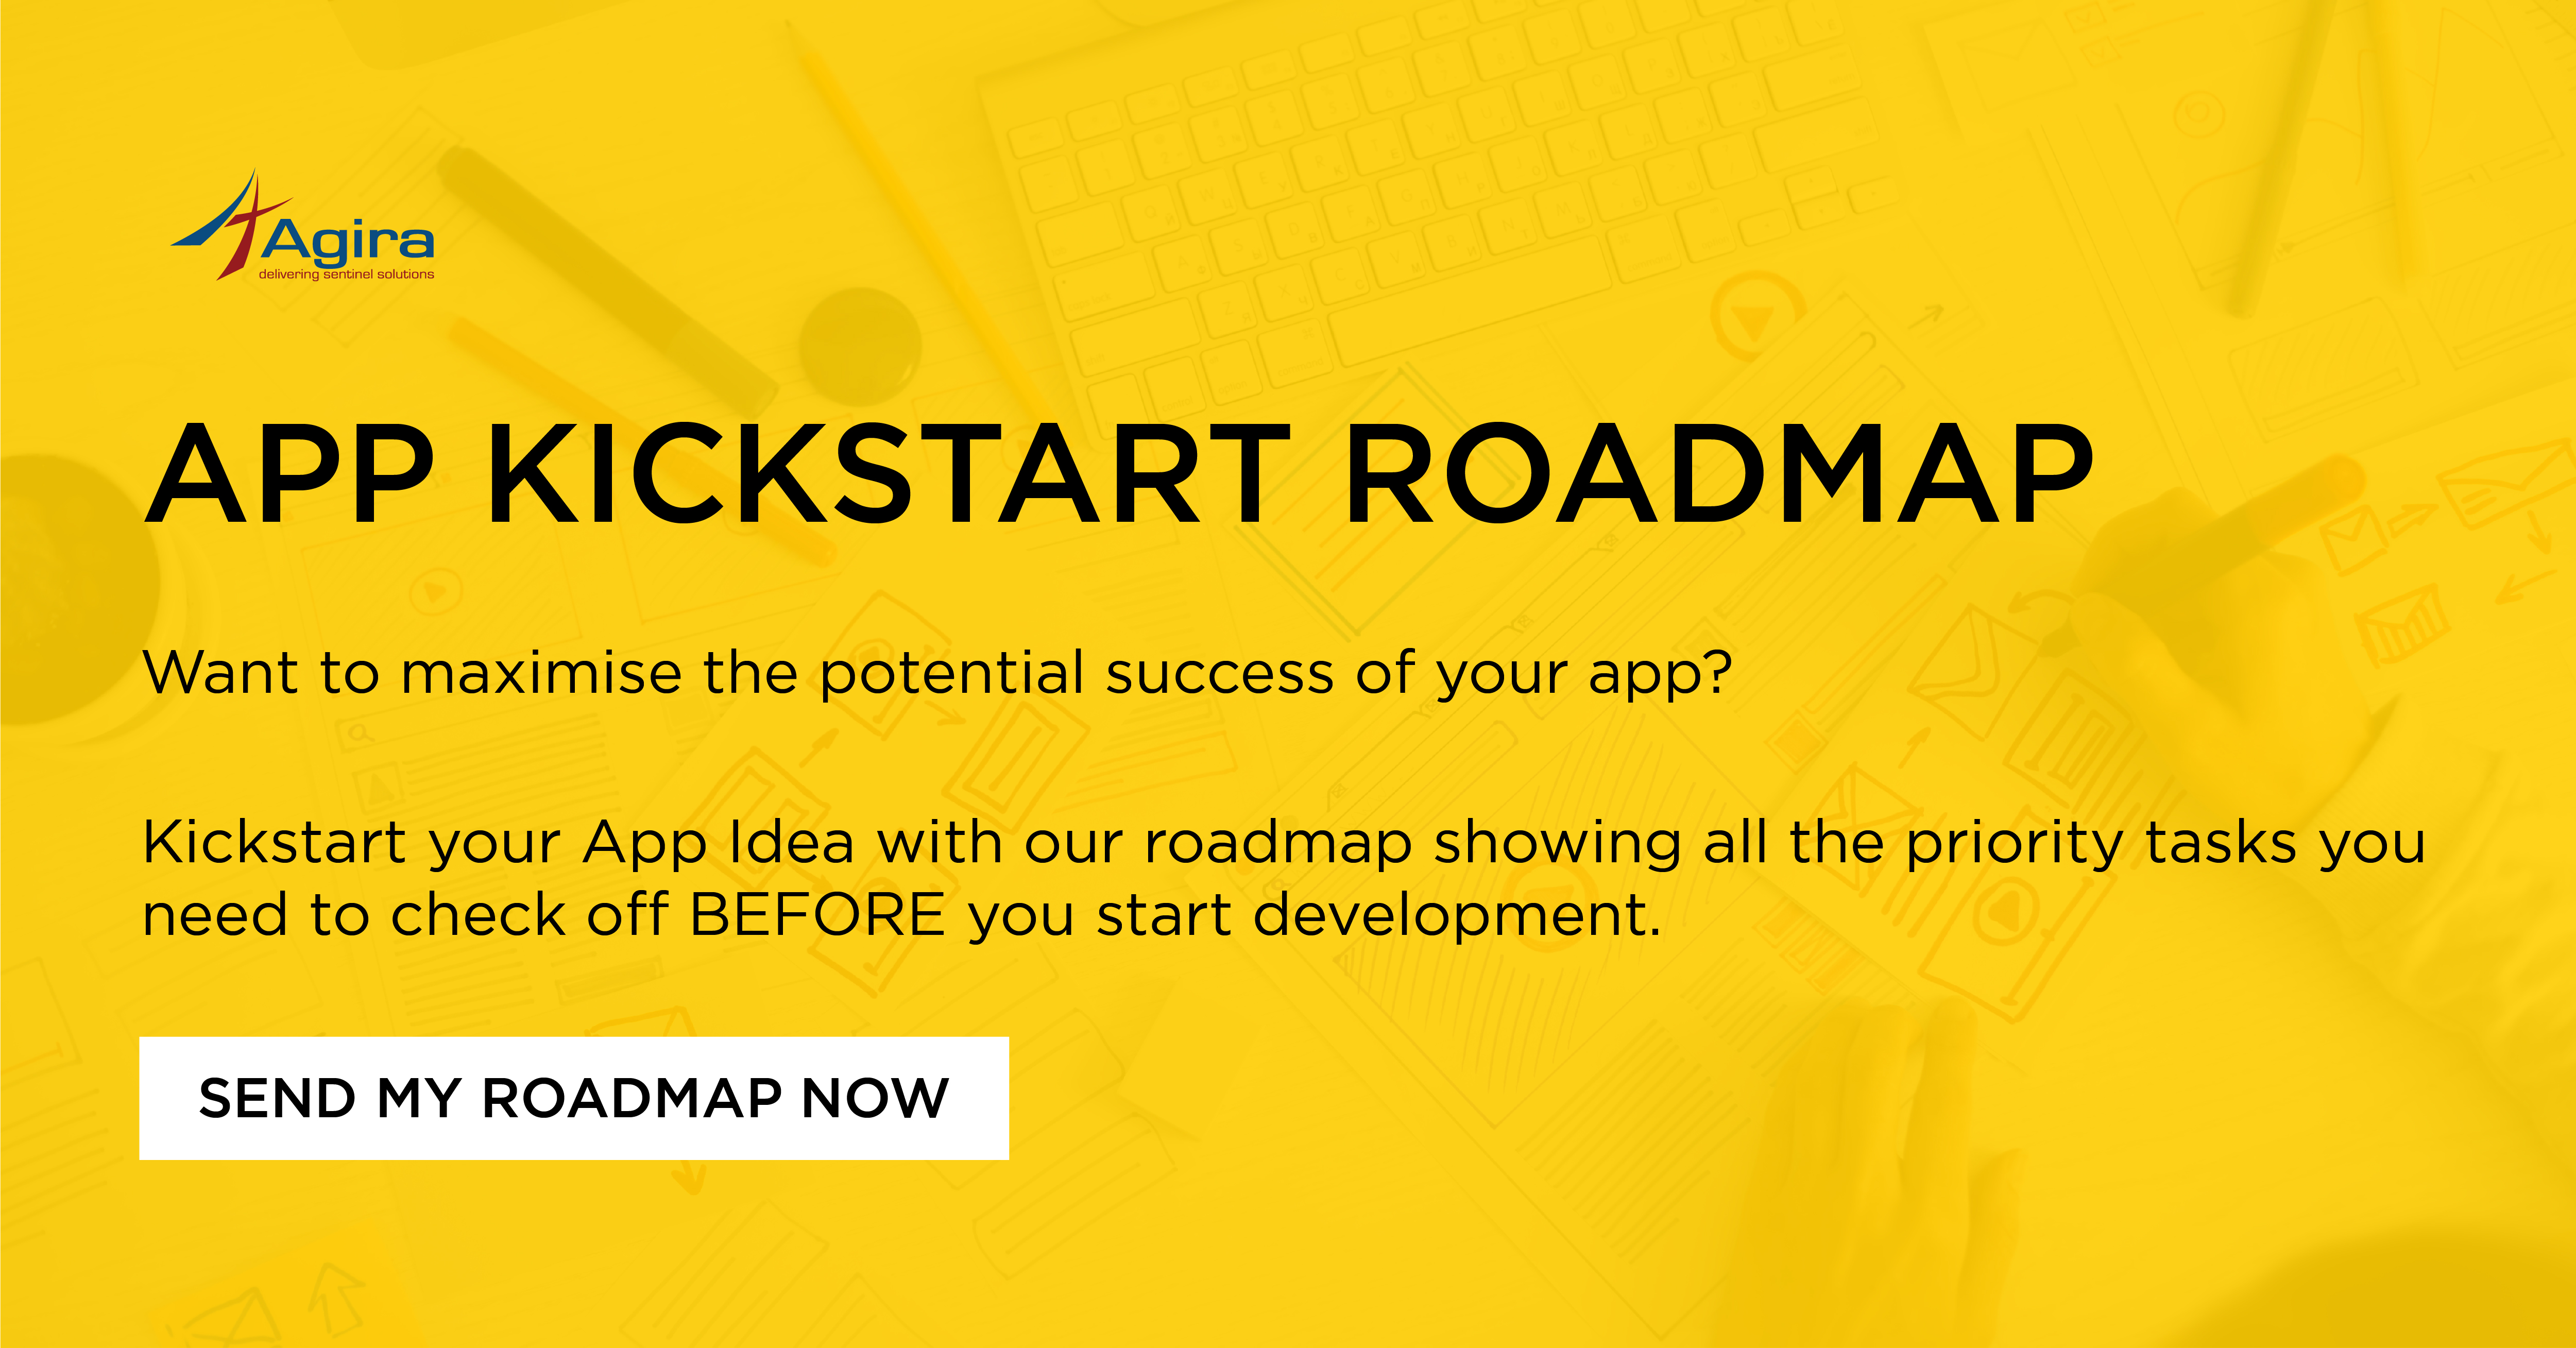 Agira
delivering sentinel solutions
APP KICKSTART ROADMAP
Want to maximise the potential success of your app?
Kickstart your App Idea with our roadmap showing all the priority tasks you
need to check off BEFORE you start development.
SEND MY ROADMAP NOW